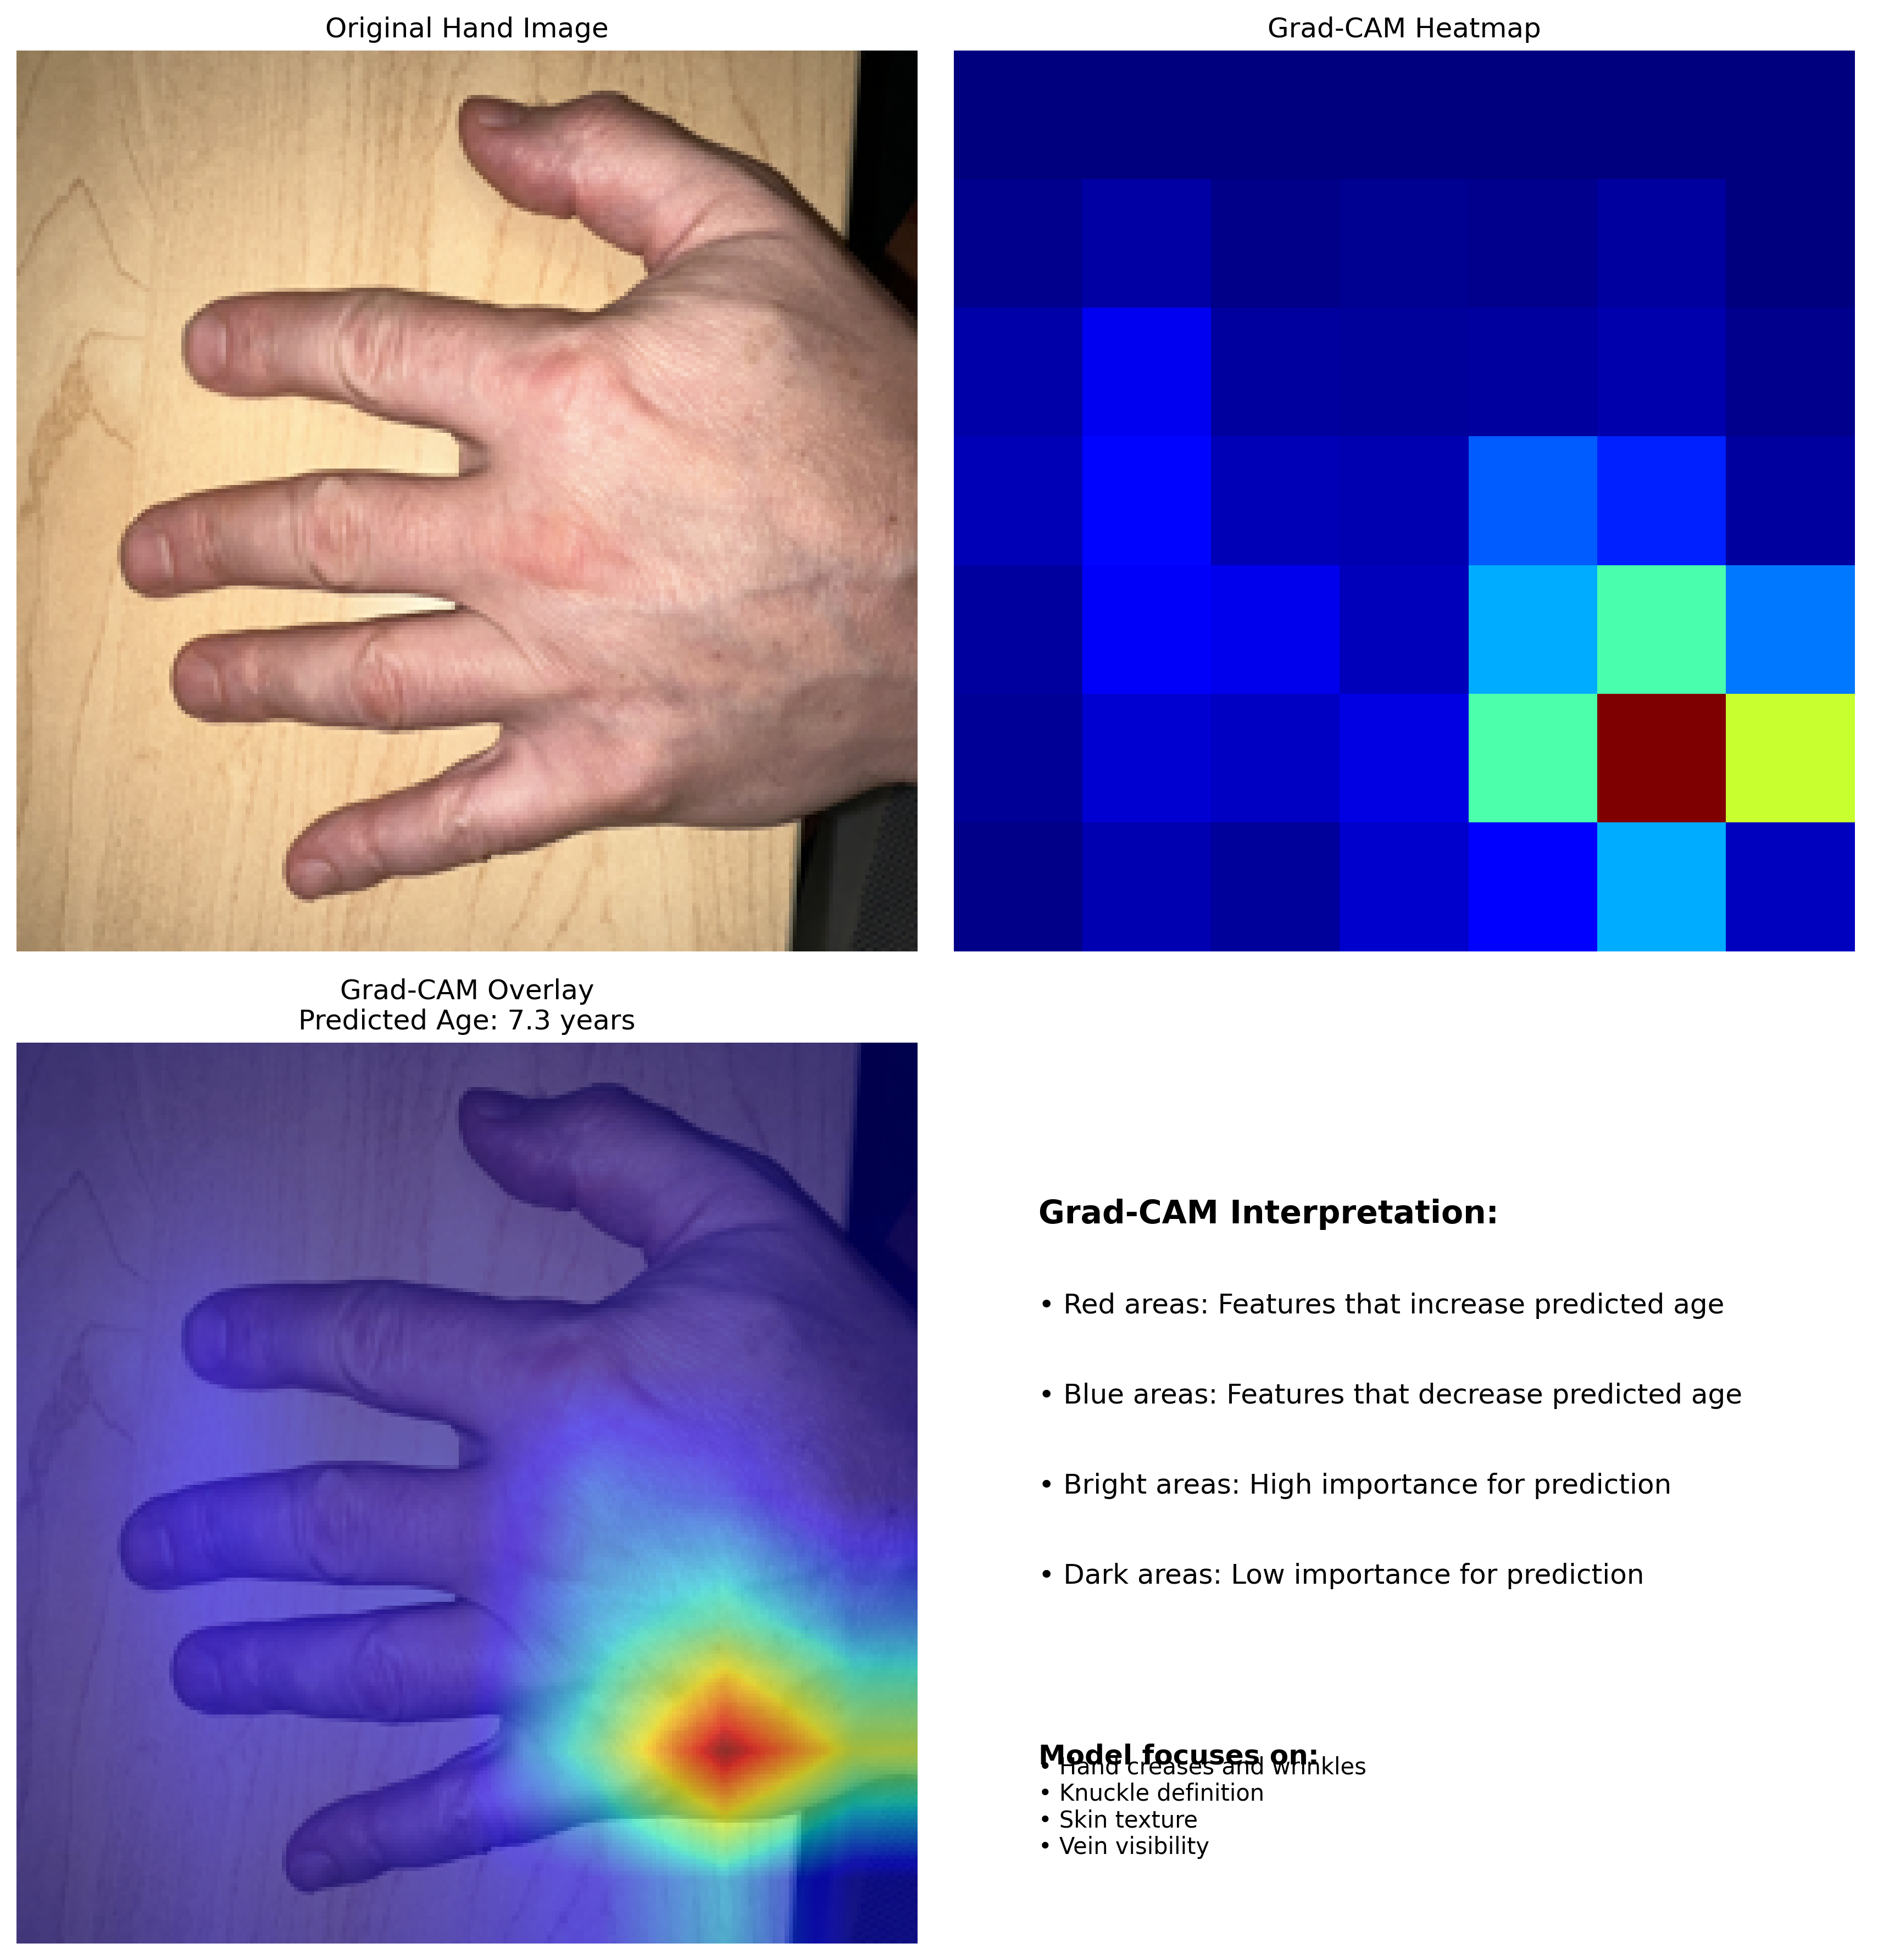 Original Hand Image
Grad-CAM Heatmap
Grad-CAM Overlay
Predicted Age: 7.3 years
Grad-CAM Interpretation:
• Red areas: Features that increase predicted age
• Blue areas: Features that decrease predicted age
• Bright areas: High importance for prediction
• Dark areas: Low importance for prediction
Model focuses on:
• Hand creases and wrinkles
• Knuckle definition
• Skin texture
• Vein visibility